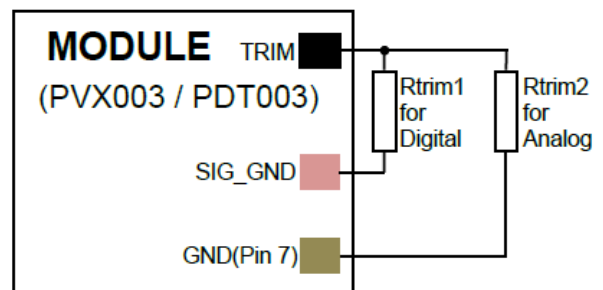 MODULE TRIM
(PVX003 / PDT003)
Rtrim1
for
Digital
Rtrim2
for
Analog
SIG_GND
GND(Pin 7)